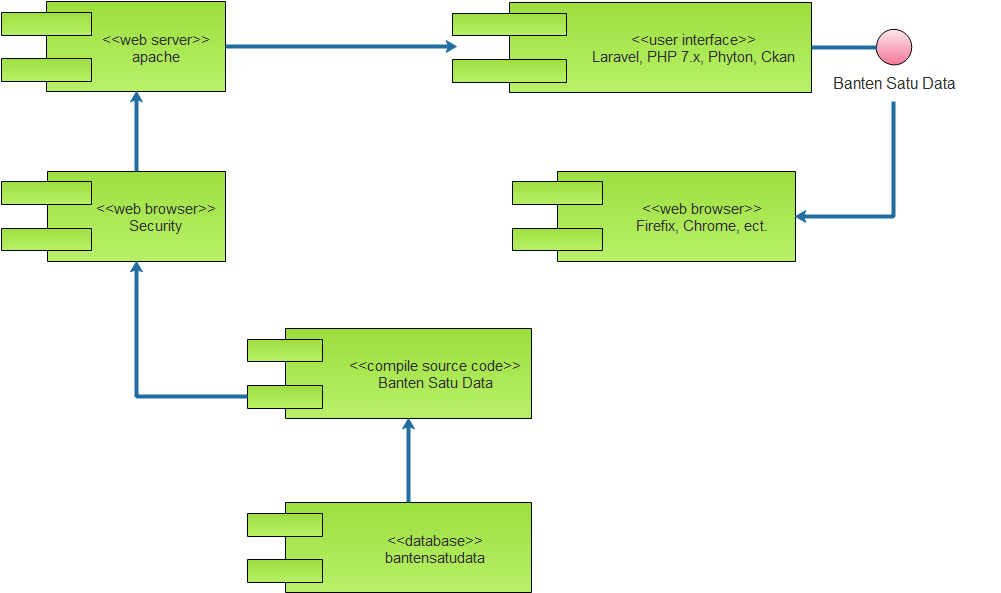 <<web server>>
apache
<<user interface>>
Laravel, PHP 7.x, Phyton, Ckan
Banten Satu Data
<<web browser>>
Security
<<web browser>>
Firefix, Chrome, ect.
<<compile source code>>
Banten Satu Data
<<database>>
bantensatudata